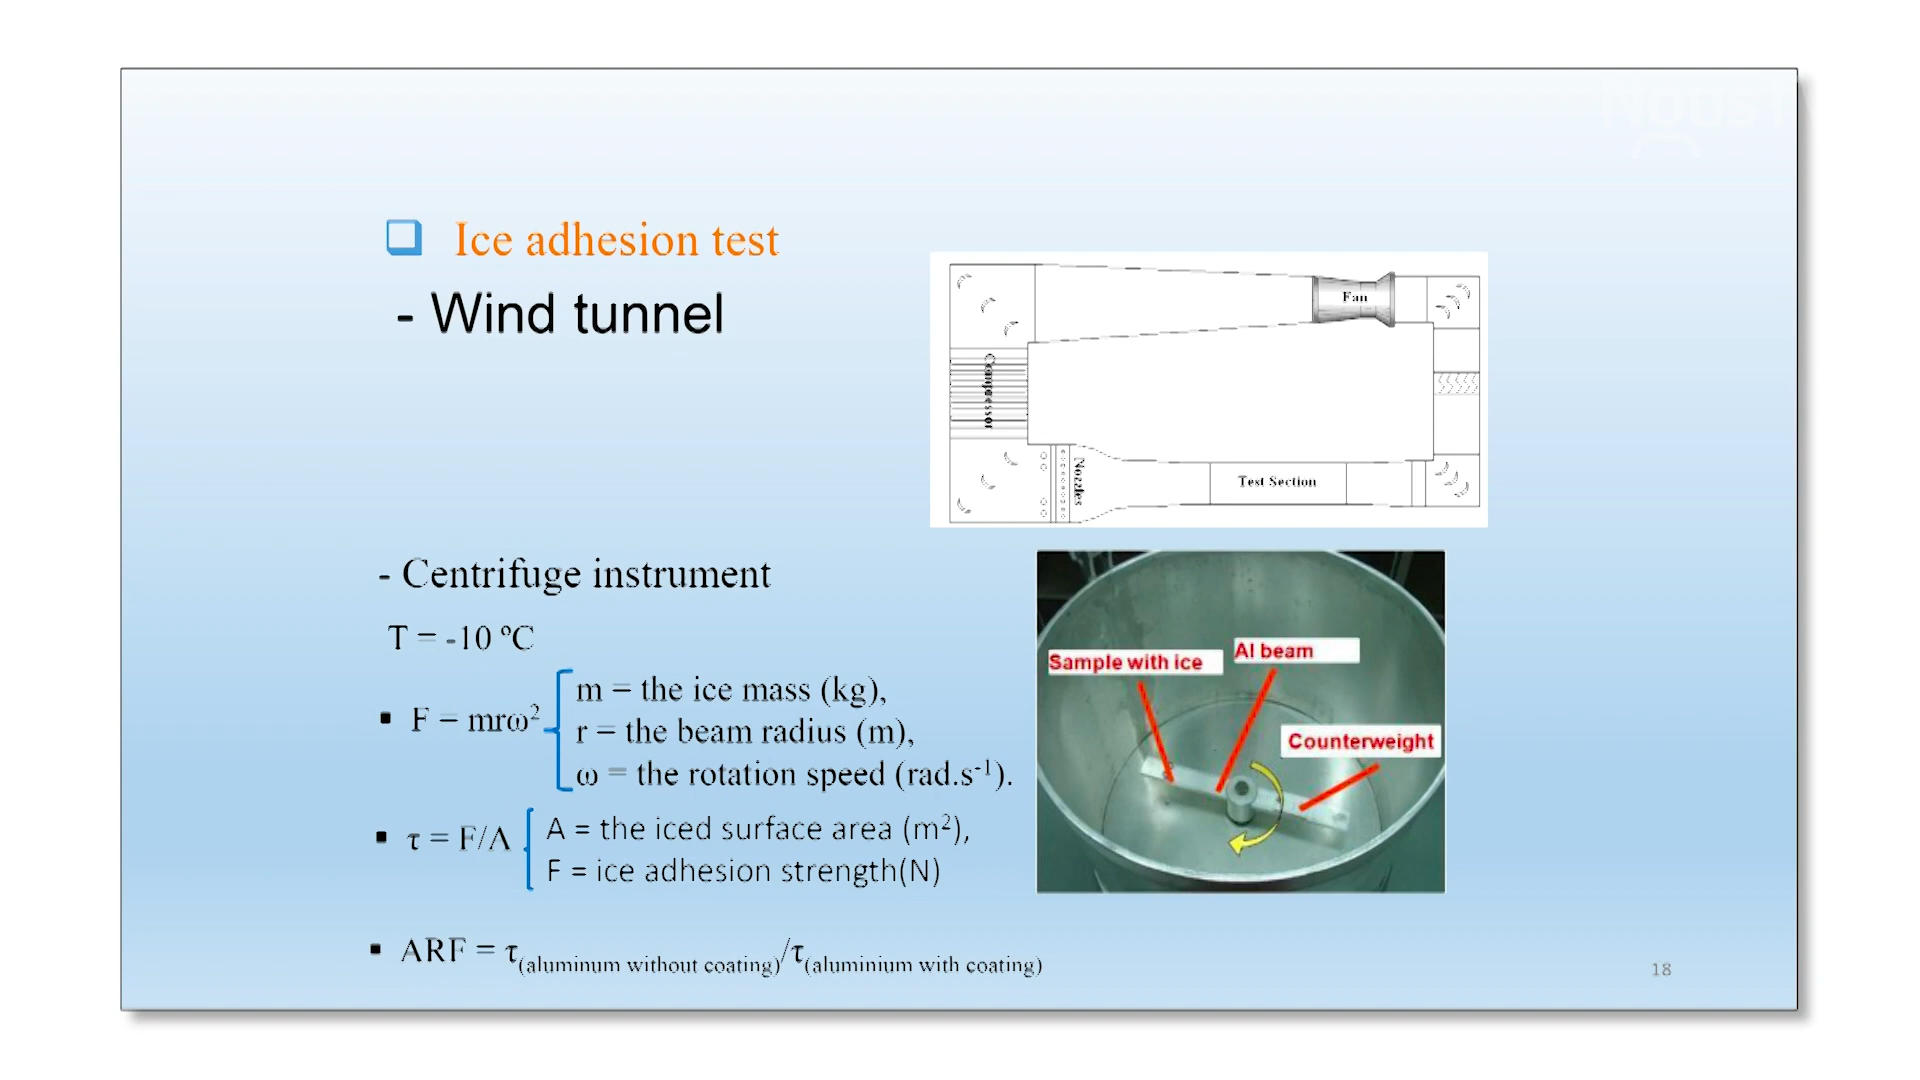 Ice adhesion test
- Wind tunnel
Fan
Compressor
Nozzles
Test Section
- Centrifuge instrument
T = -10 ºC
▪ F = mrω²
m = the ice mass (kg),
r = the beam radius (m),
ω = the rotation speed (rad.s⁻¹).
▪ τ = F/A
A = the iced surface area (m²),
F = ice adhesion strength(N)
▪ ARF = τ(aluminum without coating)/τ(aluminium with coating)
Sample with ice
Al beam
Counterweight
18